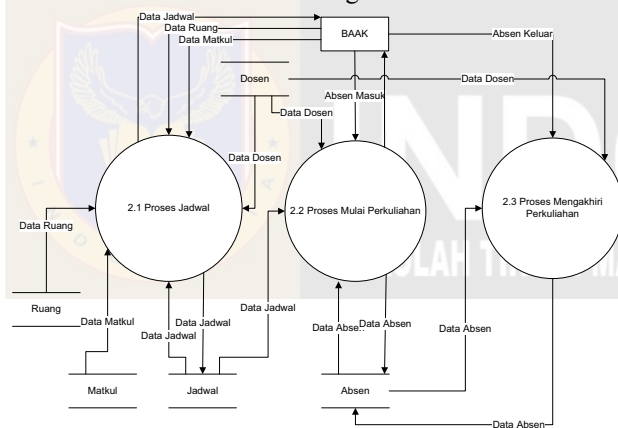 Data Jadwal
Data Ruang
Data Matkul
BAAK
Absen Keluar
Dosen
Data Dosen
Absen Masuk
Data Dosen
Data Dosen
2.1 Proses Jadwal
2.2 Proses Mulai Perkuliahan
2.3 Proses Mengakhiri
Perkuliahan
Data Ruang
Ruang
Data Matkul
Data Jadwal
Data Jadwal
Data Jadwal
Data Absen
Data Absen
Data Absen
Matkul
Jadwal
Absen
Data Absen